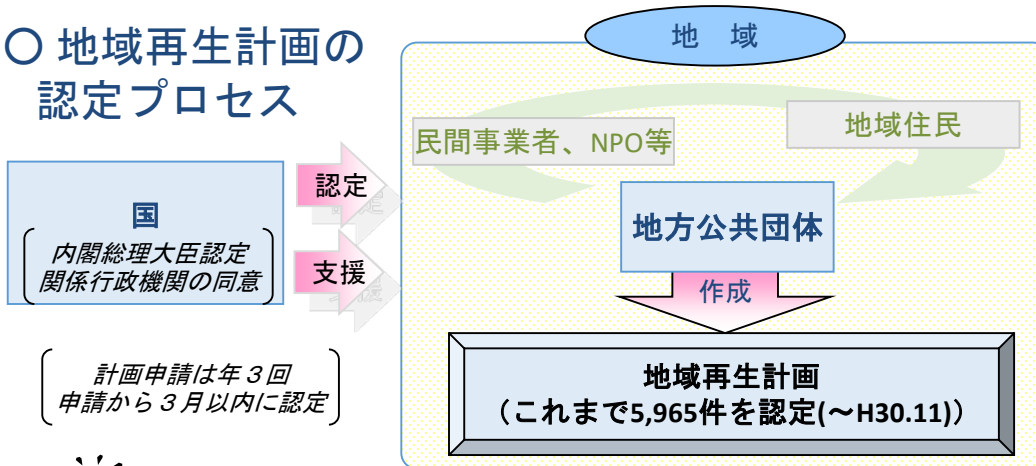 〇 地域再生計画の
認定プロセス
地　域
民間事業者、NPO等
地域住民
認定
国
内閣総理大臣認定
関係行政機関の同意
支援
地方公共団体
作成
計画申請は年３回
申請から３月以内に認定
地域再生計画
（これまで5,965件を認定(～H30.11)）